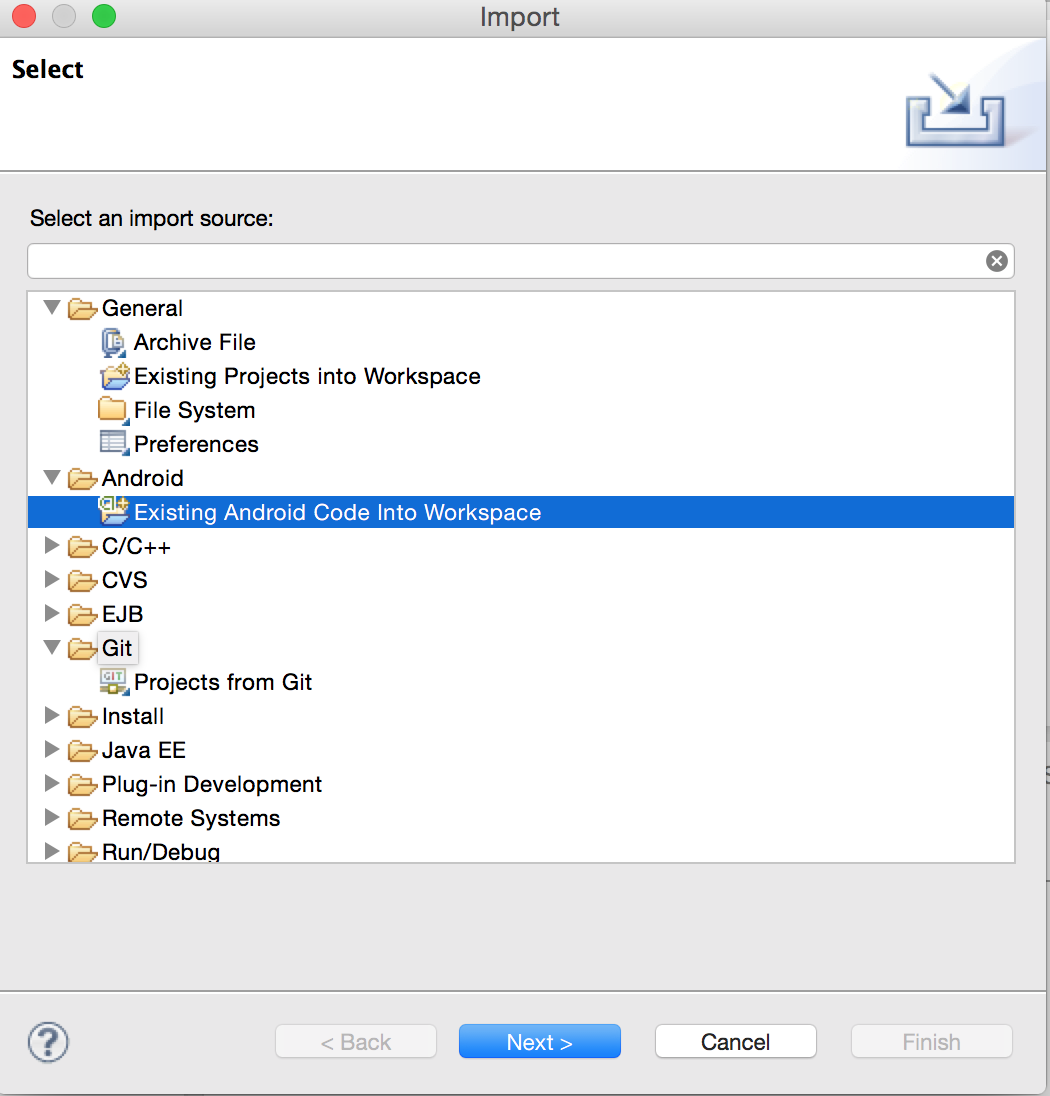 Import
Select
Select an import source:
General
Archive File
Existing Projects into Workspace
File System
Preferences
Android
Existing Android Code Into Workspace
C/C++
CVS
EJB
Git
GIT
Projects from Git
Install
Java EE
Plug-in Development
Remote Systems
Run/Debug
?
< Back
Next >
Cancel
Finish